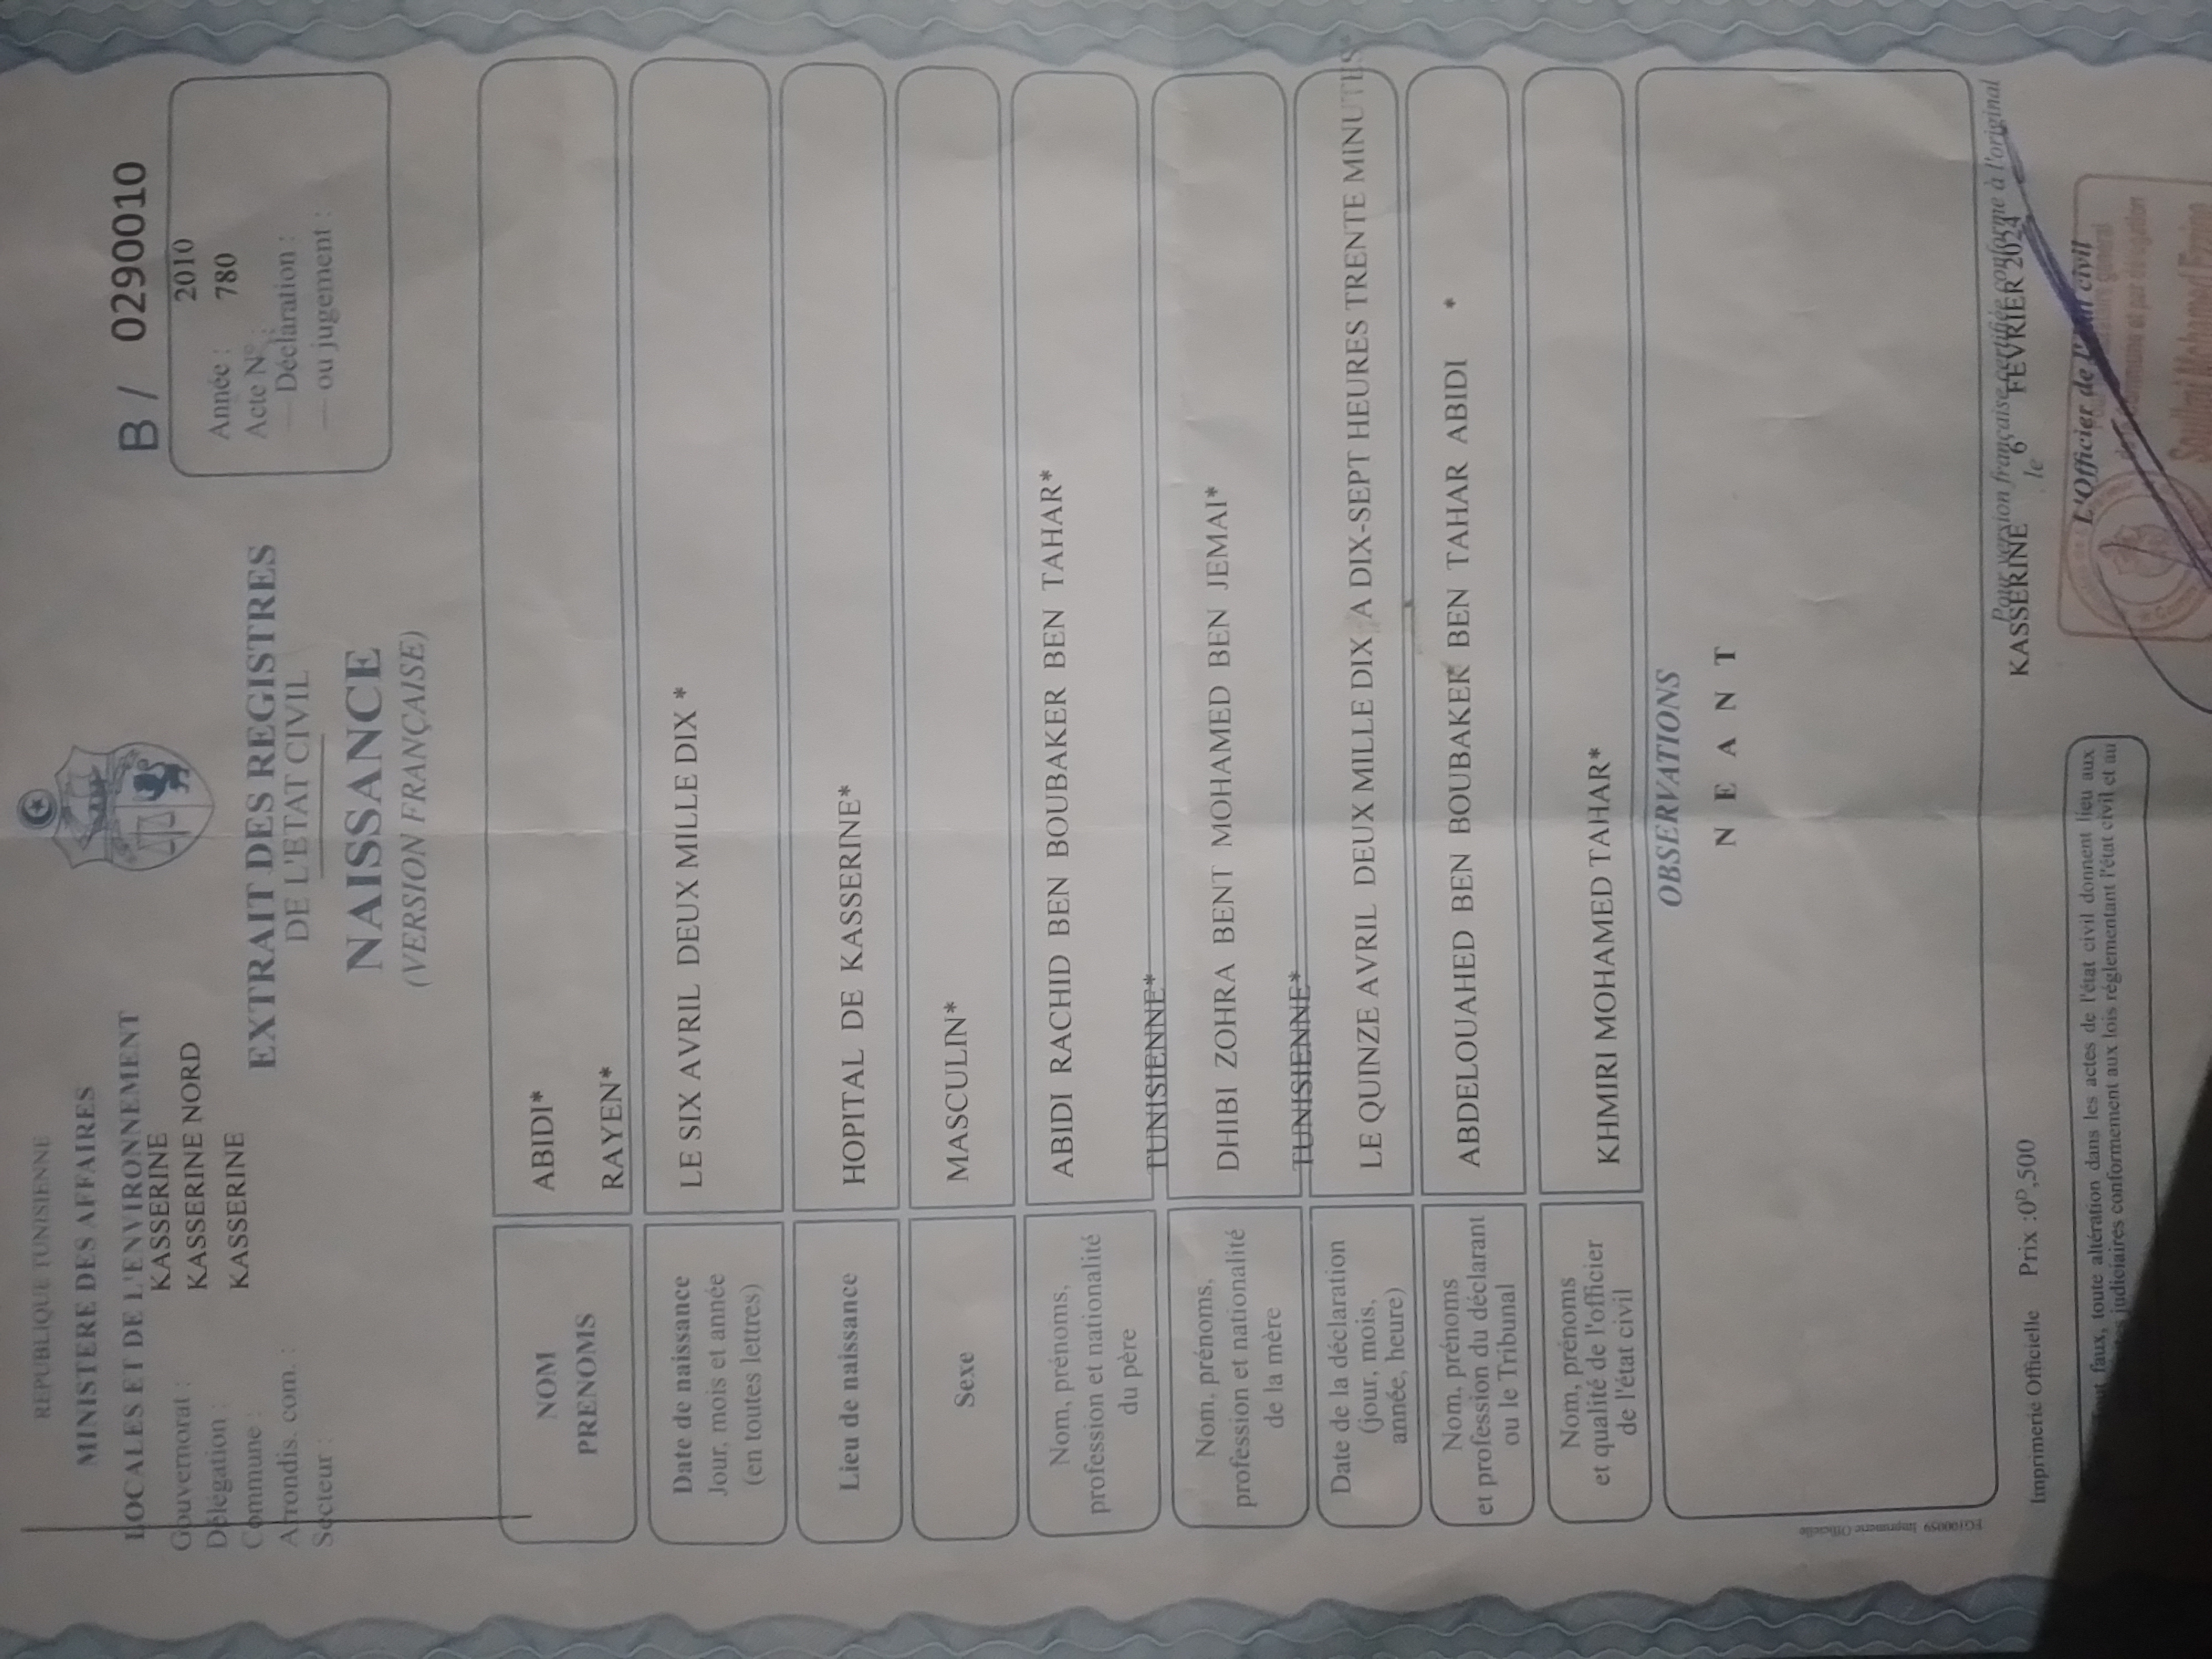 REPUBLIQUE TUNISIENNE
MINISTERE DES AFFAIRES
LOCALES ET DE L'ENVIRONNEMENT
Gouvernorat : KASSERINE
Délégation : KASSERINE NORD
Commune : KASSERINE
Arrondis. com. :
Secteur :
B / 0290010
Année : 2010
Acte N° : 780
— Déclaration :
— ou jugement :
EXTRAIT DES REGISTRES
DE L'ETAT CIVIL
NAISSANCE
(VERSION FRANÇAISE)
NOM ABIDI*
PRENOMS RAYEN*
Date de naissance
Jour, mois et année
(en toutes lettres)
LE SIX AVRIL DEUX MILLE DIX *
Lieu de naissance HOPITAL DE KASSERINE*
Sexe MASCULIN*
Nom, prénoms,
profession et nationalité
du père
ABIDI RACHID BEN BOUBAKER BEN TAHAR*
TUNISIENNE*
Nom, prénoms,
profession et nationalité
de la mère
DHIBI ZOHRA BENT MOHAMED BEN JEMAI*
TUNISIENNE*
Date de la déclaration
(jour, mois,
année, heure)
LE QUINZE AVRIL DEUX MILLE DIX A DIX-SEPT HEURES TRENTE MINUTES*
Nom, prénoms
et profession du déclarant
ou le Tribunal
ABDELOUAHED BEN BOUBAKER BEN TAHAR ABIDI *
Nom, prénoms
et qualité de l'officier
de l'état civil
KHMIRI MOHAMED TAHAR*
OBSERVATIONS
N E A N T
EG100059 Imprimerie Officielle
Imprimerie Officielle Prix :0ᴰ,500
Pour version française certifiée conforme à l'original
KASSERINE le 6 FEVRIER 2024
L'Officier de l'état civil
faux, toute altération dans les actes de l'état civil donnent lieu aux
judiciaires conformement aux lois réglementant l'état civil et au